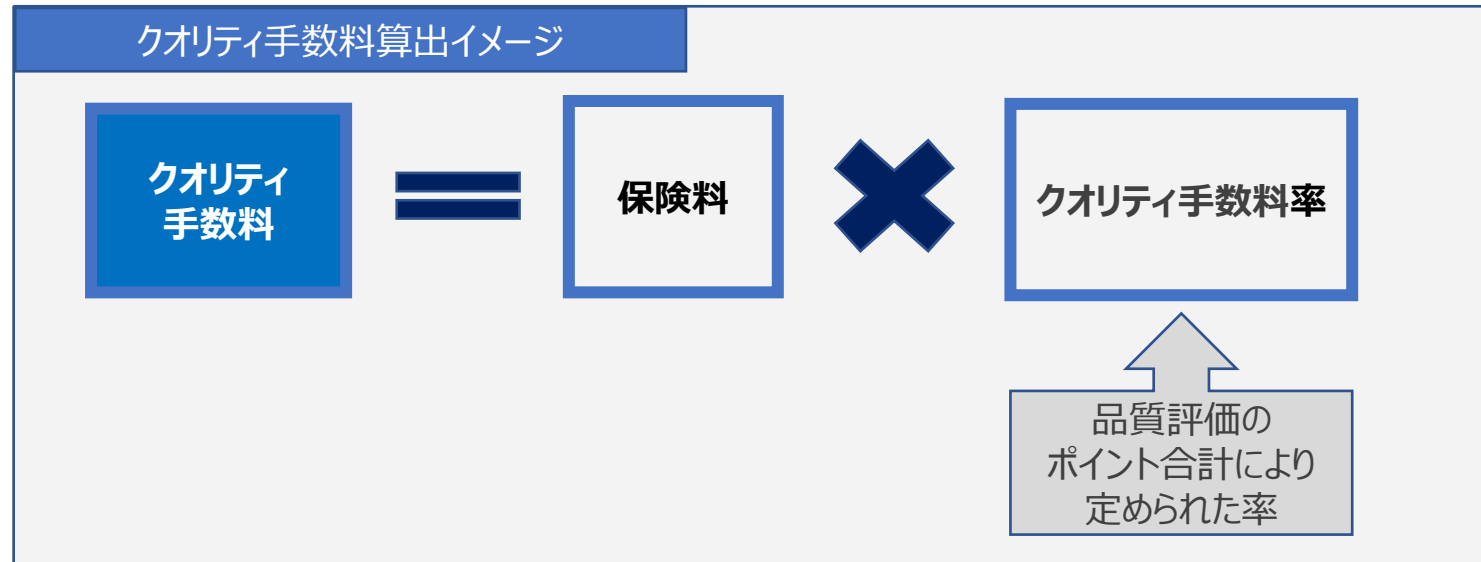 クオリティ手数料算出イメージ
クオリティ
手数料
保険料
クオリティ手数料率
品質評価の
ポイント合計により
定められた率